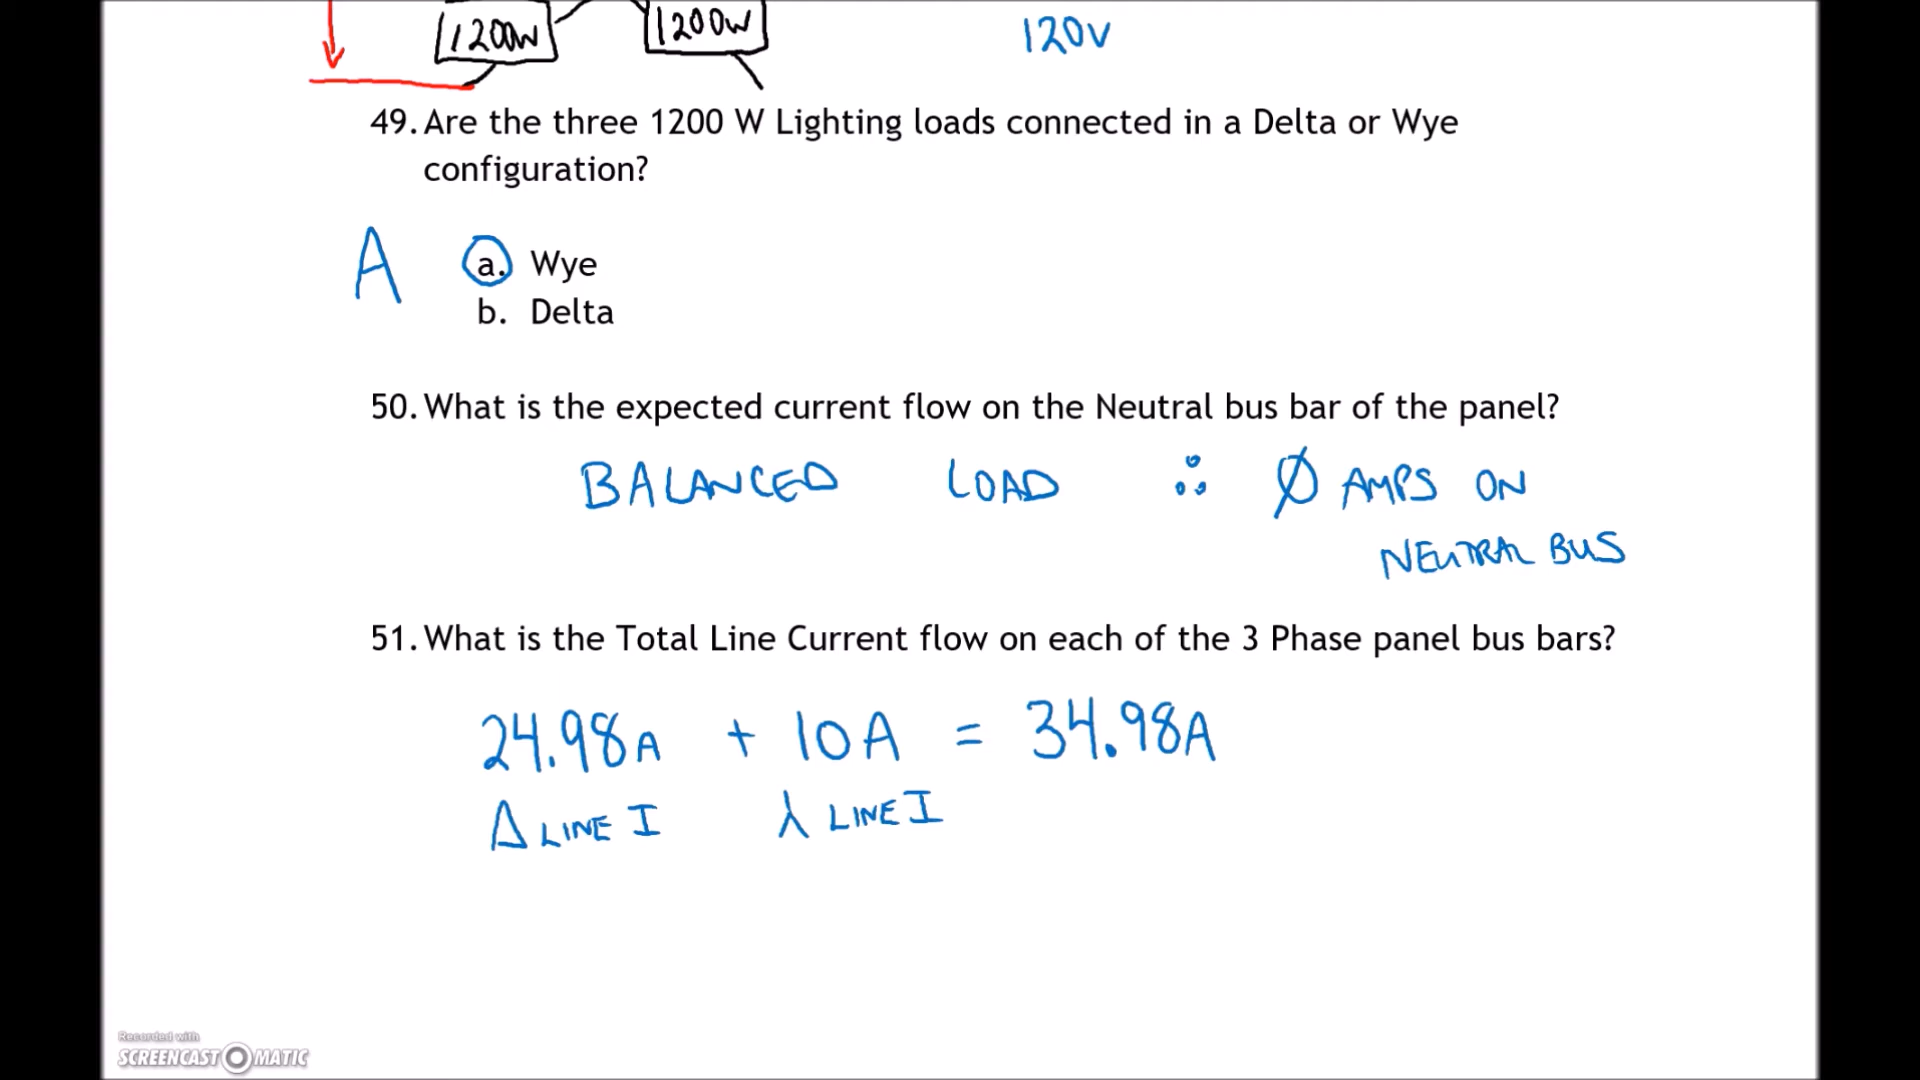 1200W 1200W 120V
49. Are the three 1200 W Lighting loads connected in a Delta or Wye
configuration?
A a. Wye
b. Delta
50. What is the expected current flow on the Neutral bus bar of the panel?
BALANCED LOAD ∴ Ø AMPS ON
NEUTRAL BUS
51. What is the Total Line Current flow on each of the 3 Phase panel bus bars?
24.98A + 10A = 34.98A
Δ LINE I ⅄ LINE I
Recorded with
SCREENCAST O MATIC